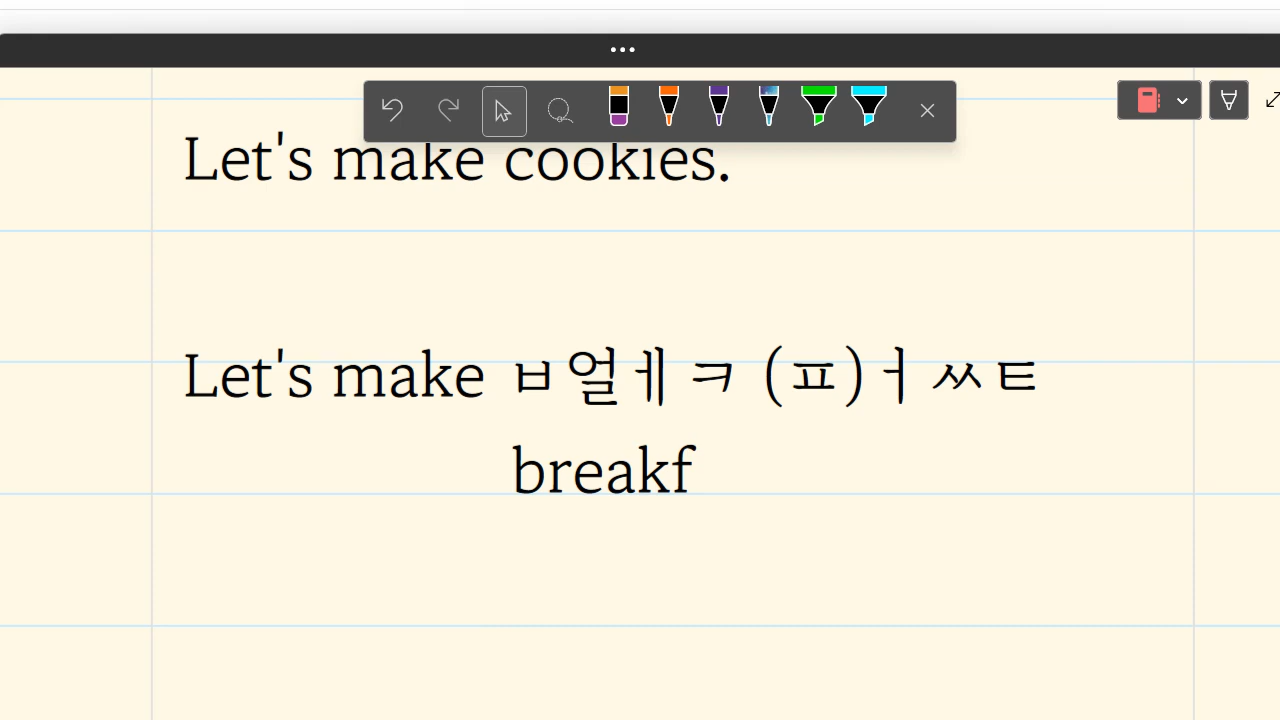 Let's make cookies.
Let's make ㅂ얼ㅔㅋ (ㅍ)ㅓㅆㅌ
breakf